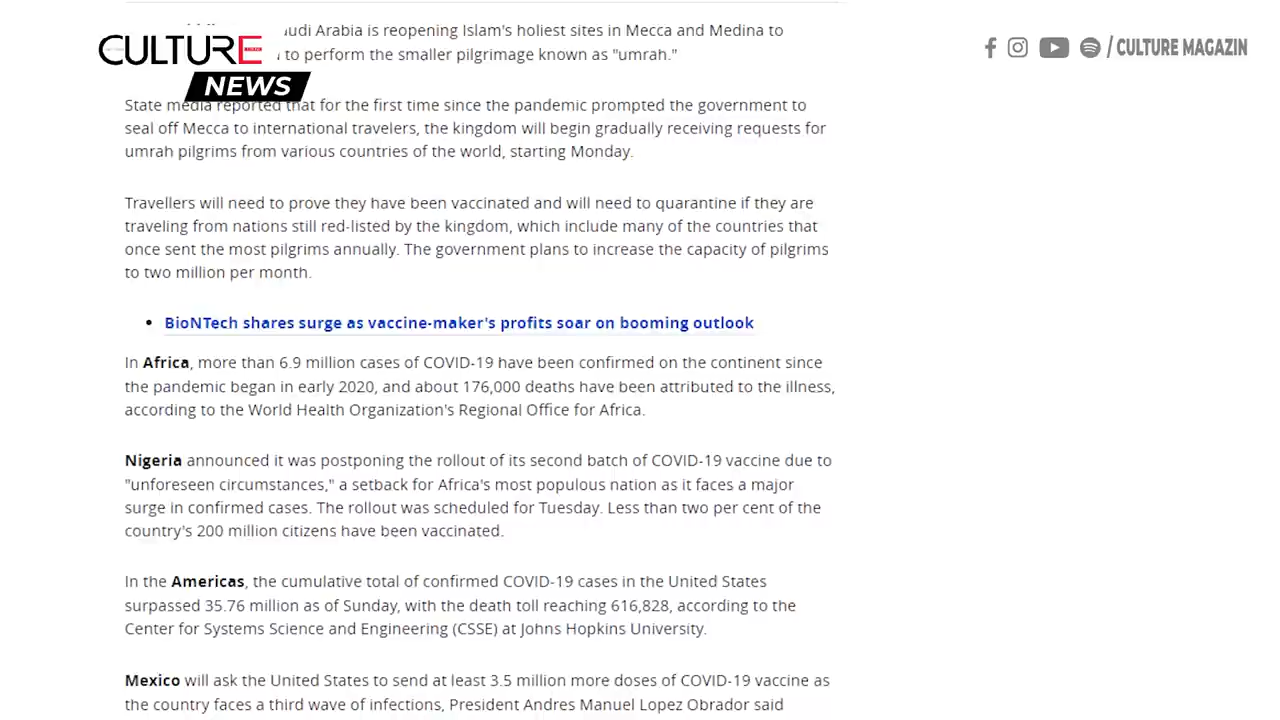 CULTURE
NEWS
/ CULTURE MAGAZIN
udi Arabia is reopening Islam's holiest sites in Mecca and Medina to
to perform the smaller pilgrimage known as "umrah."
State media reported that for the first time since the pandemic prompted the government to
seal off Mecca to international travelers, the kingdom will begin gradually receiving requests for
umrah pilgrims from various countries of the world, starting Monday.
Travellers will need to prove they have been vaccinated and will need to quarantine if they are
traveling from nations still red-listed by the kingdom, which include many of the countries that
once sent the most pilgrims annually. The government plans to increase the capacity of pilgrims
to two million per month.
• BioNTech shares surge as vaccine-maker's profits soar on booming outlook
In Africa, more than 6.9 million cases of COVID-19 have been confirmed on the continent since
the pandemic began in early 2020, and about 176,000 deaths have been attributed to the illness,
according to the World Health Organization's Regional Office for Africa.
Nigeria announced it was postponing the rollout of its second batch of COVID-19 vaccine due to
"unforeseen circumstances," a setback for Africa's most populous nation as it faces a major
surge in confirmed cases. The rollout was scheduled for Tuesday. Less than two per cent of the
country's 200 million citizens have been vaccinated.
In the Americas, the cumulative total of confirmed COVID-19 cases in the United States
surpassed 35.76 million as of Sunday, with the death toll reaching 616,828, according to the
Center for Systems Science and Engineering (CSSE) at Johns Hopkins University.
Mexico will ask the United States to send at least 3.5 million more doses of COVID-19 vaccine as
the country faces a third wave of infections, President Andres Manuel Lopez Obrador said